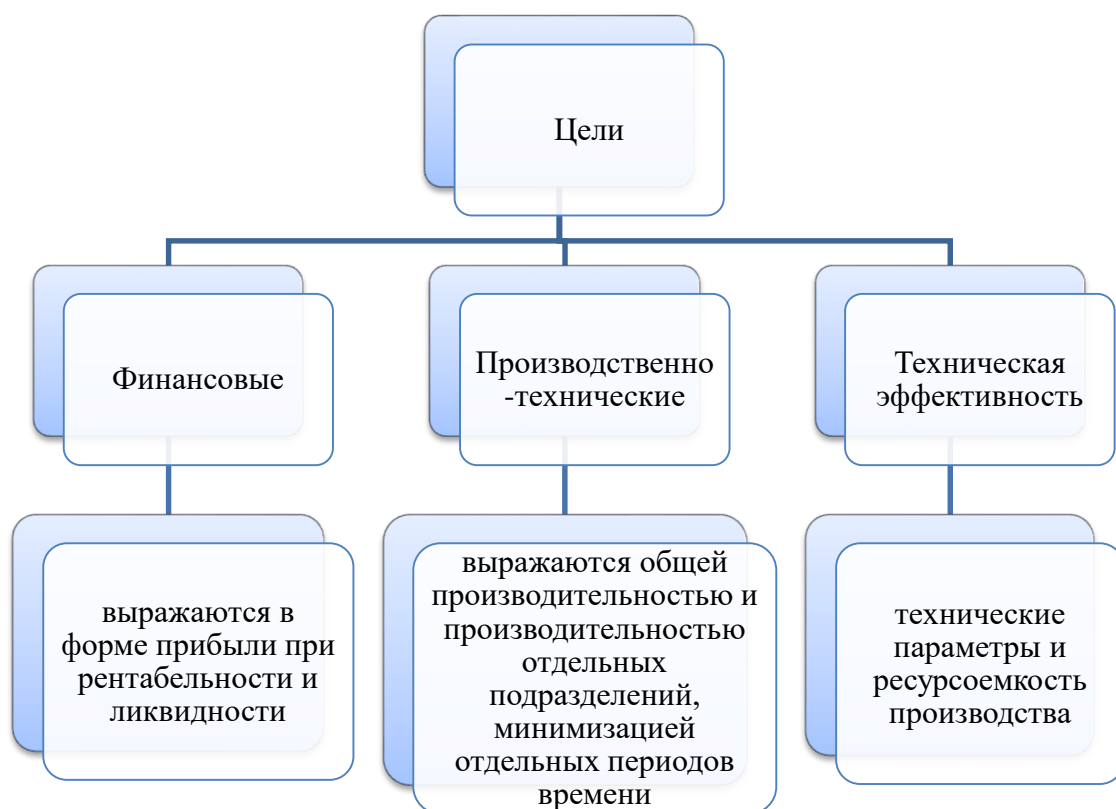 Цели
Финансовые
Производственно
-технические
Техническая
эффективность
выражаются в
форме прибыли при
рентабельности и
ликвидности
выражаются общей
производительностью и
производительностью
отдельных
подразделений,
минимизацией
отдельных периодов
времени
технические
параметры и
ресурсоемкость
производства